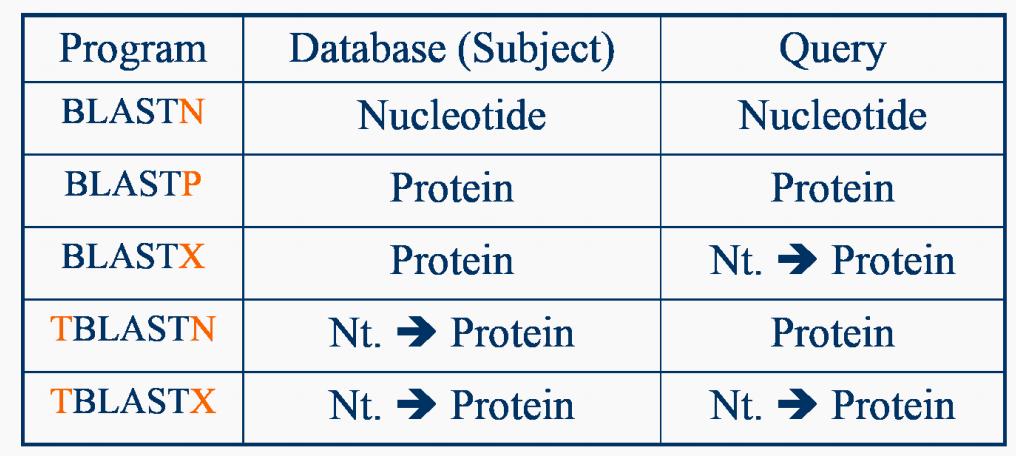 Program Database (Subject) Query
BLASTN Nucleotide Nucleotide
BLASTP Protein Protein
BLASTX Protein Nt. ➔ Protein
TBLASTN Nt. ➔ Protein Protein
TBLASTX Nt. ➔ Protein Nt. ➔ Protein